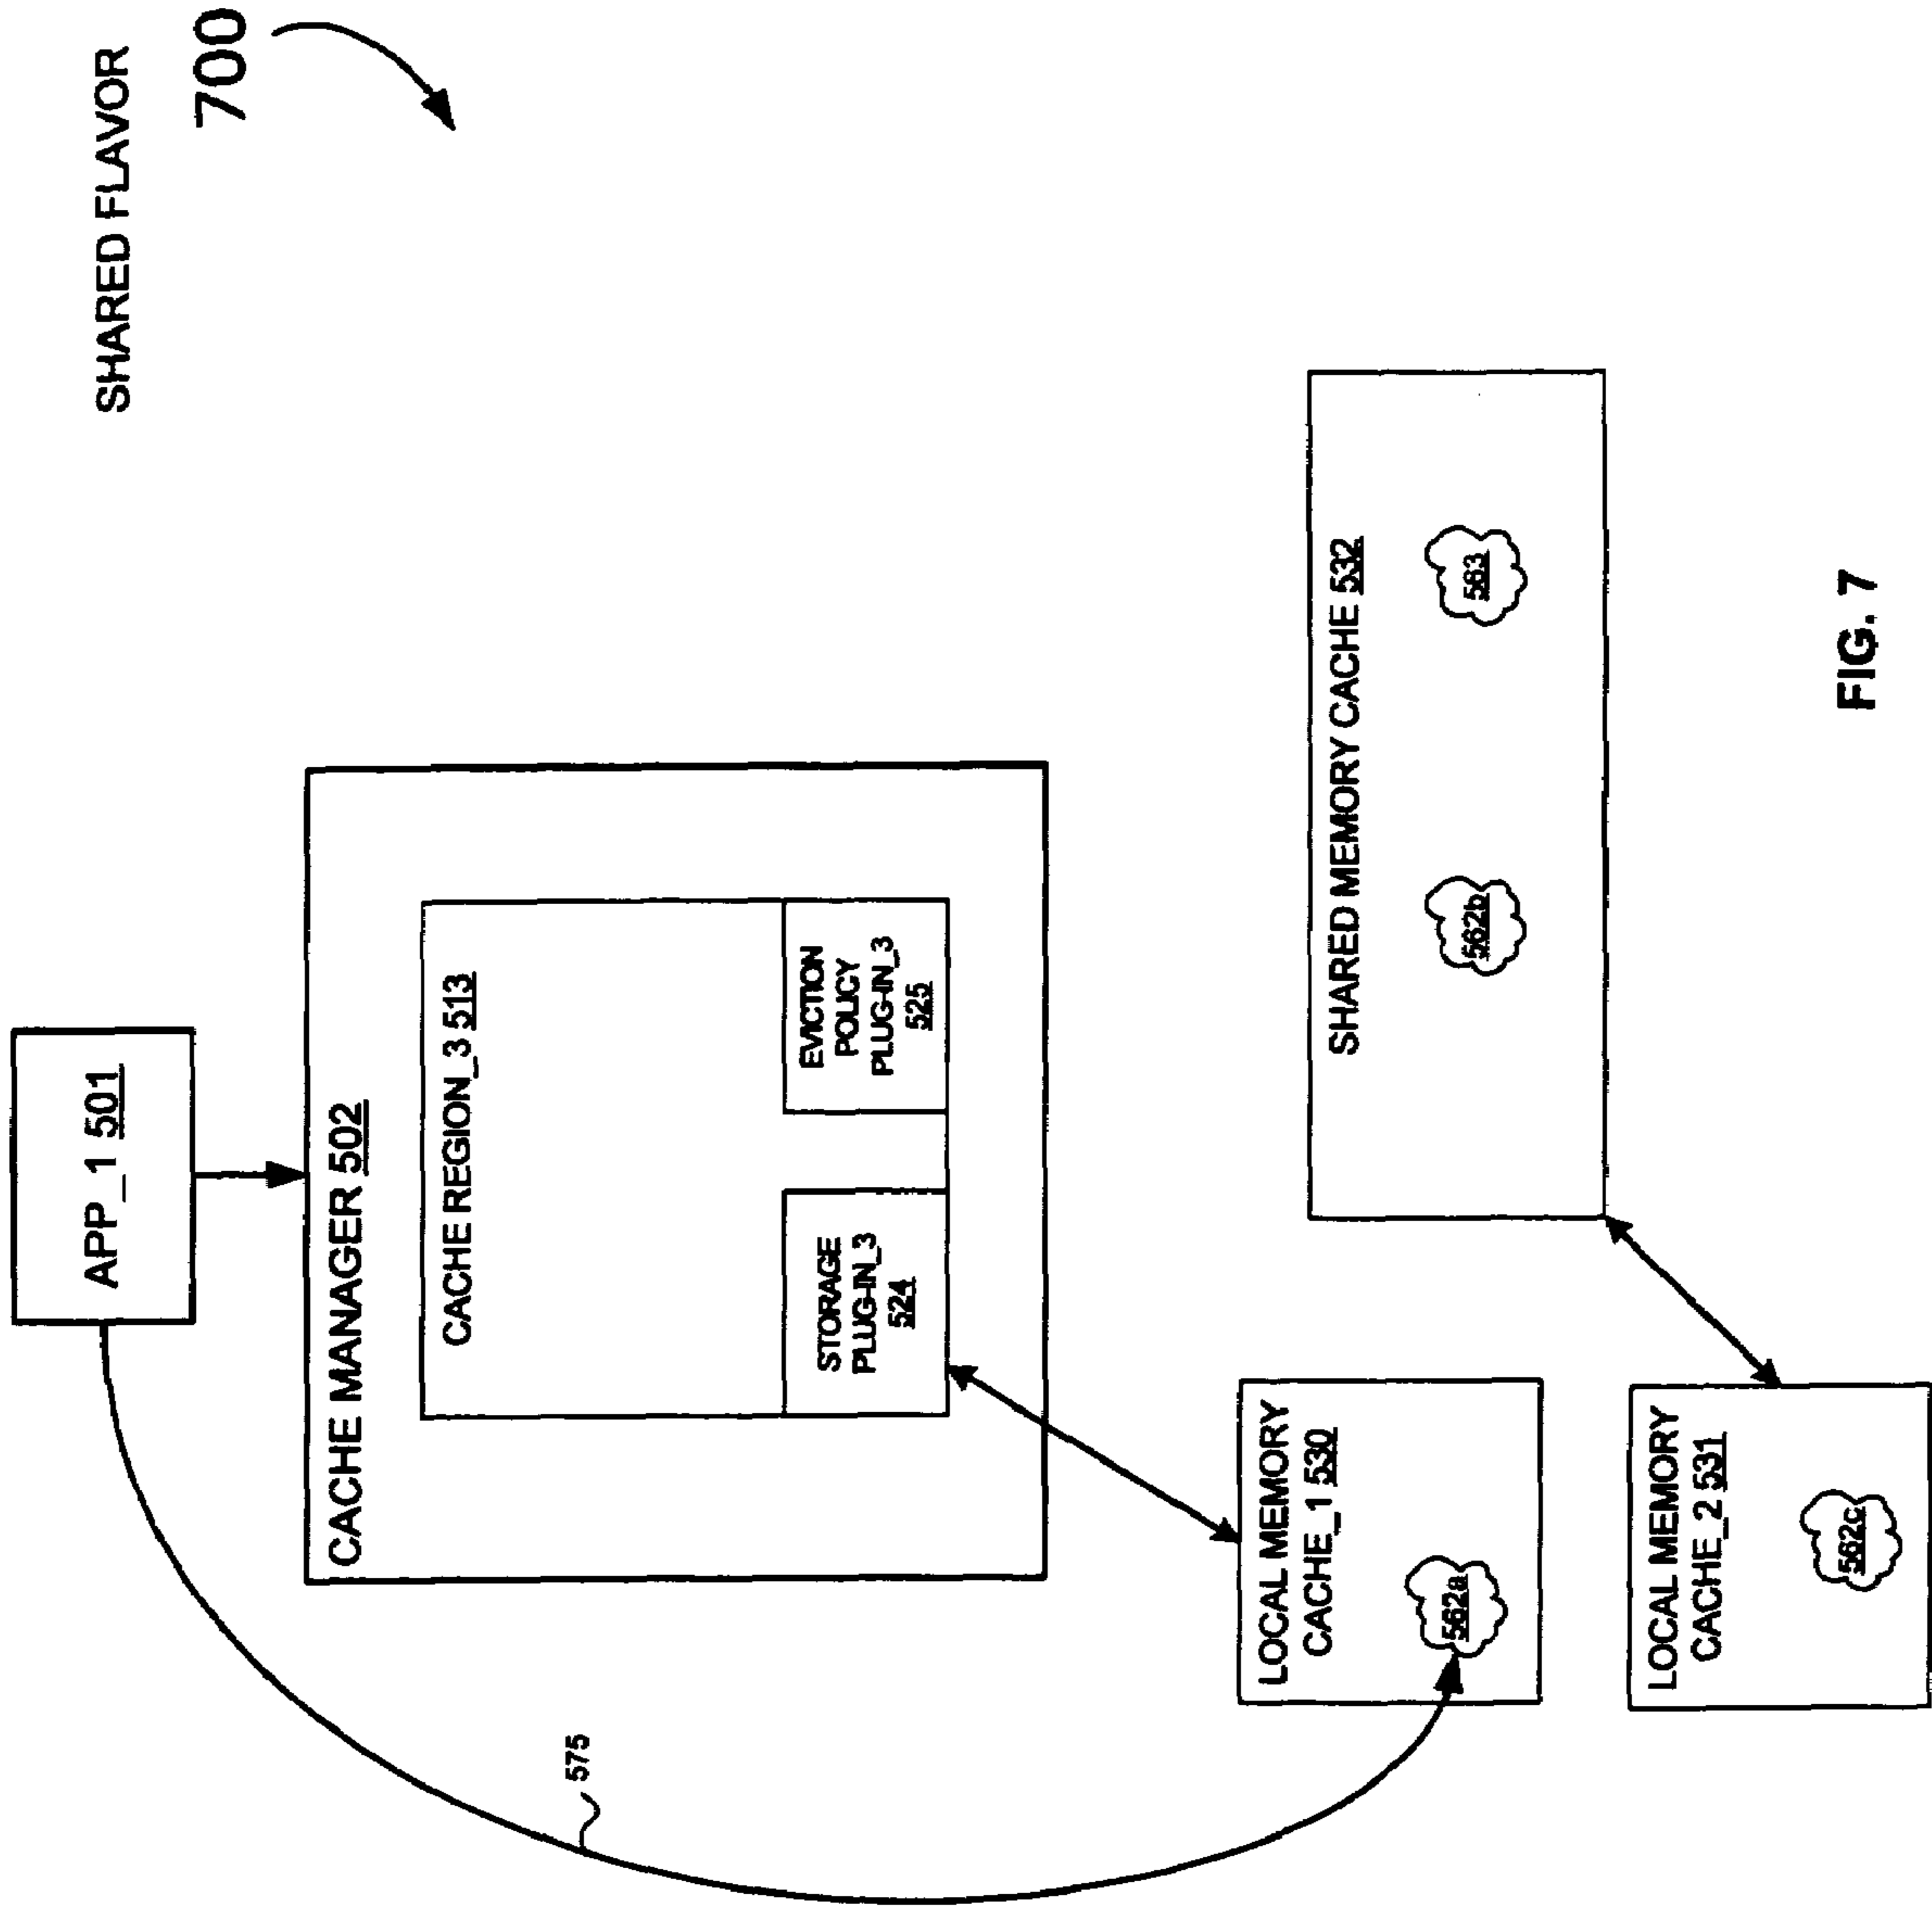 SHARED FLAVOR
700
APP_1 501
CACHE MANAGER 502
CACHE REGION_3 513
STORAGE
PLUG-IN_3
524
EVICTION
POLICY
PLUG-IN_3
525
575
LOCAL MEMORY
CACHE_1 530
562a
SHARED MEMORY CACHE 532
562b
583
LOCAL MEMORY
CACHE_2 531
562c
FIG. 7